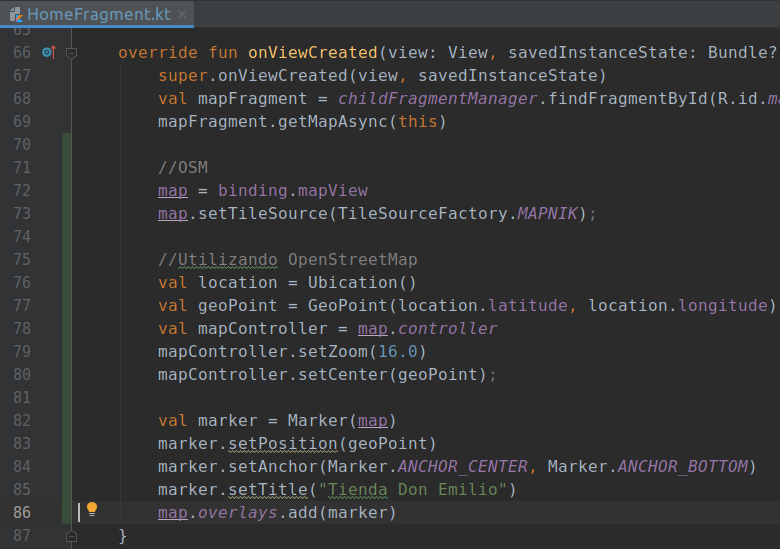 HomeFragment.kt
65
66 override fun onViewCreated(view: View, savedInstanceState: Bundle?
67 super.onViewCreated(view, savedInstanceState)
68 val mapFragment = childFragmentManager.findFragmentById(R.id.ma
69 mapFragment.getMapAsync(this)
70
71 //OSM
72 map = binding.mapView
73 map.setTileSource(TileSourceFactory.MAPNIK);
74
75 //Utilizando OpenStreetMap
76 val location = Ubication()
77 val geoPoint = GeoPoint(location.latitude, location.longitude)
78 val mapController = map.controller
79 mapController.setZoom(16.0)
80 mapController.setCenter(geoPoint);
81
82 val marker = Marker(map)
83 marker.setPosition(geoPoint)
84 marker.setAnchor(Marker.ANCHOR_CENTER, Marker.ANCHOR_BOTTOM)
85 marker.setTitle("Tienda Don Emilio")
86 map.overlays.add(marker)
87 }